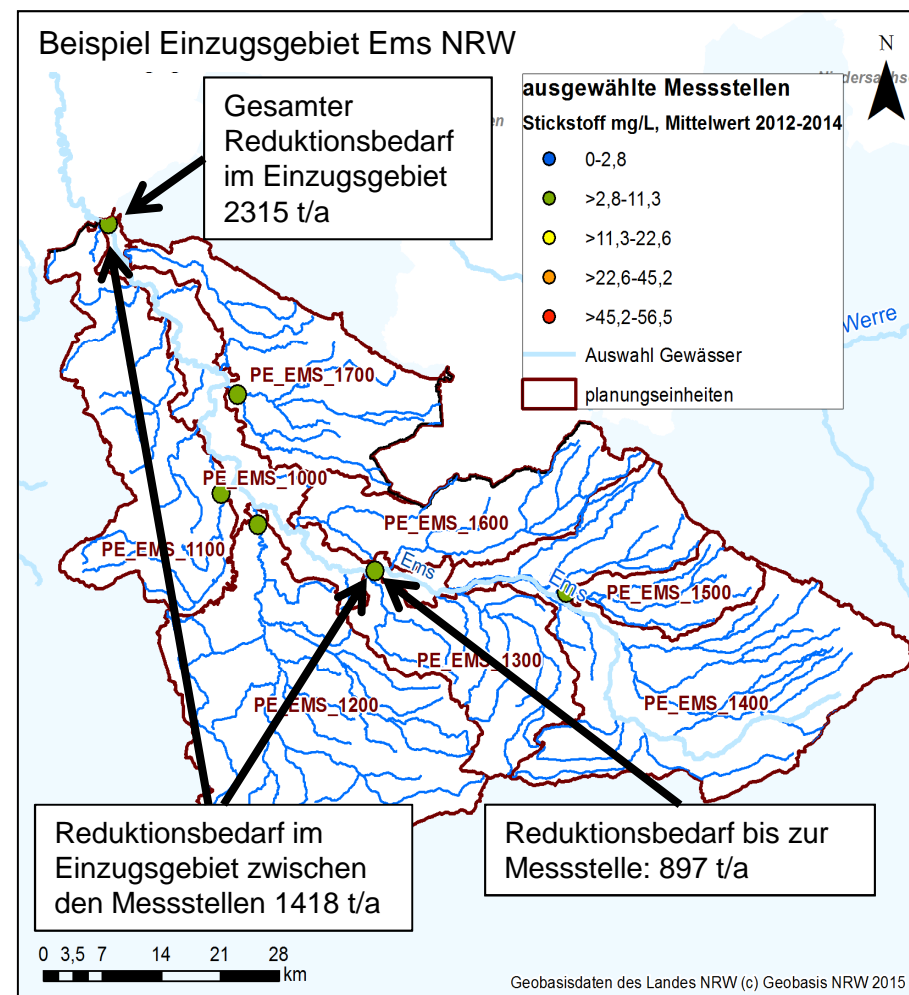 Beispiel Einzugsgebiet Ems NRW
N
Gesamter
Reduktionsbedarf
im Einzugsgebiet
2315 t/a
ausgewählte Messstellen
Stickstoff mg/L, Mittelwert 2012-2014
0-2,8
>2,8-11,3
>11,3-22,6
>22,6-45,2
>45,2-56,5
Auswahl Gewässer
planungseinheiten
Werre
PE_EMS_1700
PE_EMS_1000
PE_EMS_1600
PE_EMS_1100
Ems
Ems
PE_EMS_1500
PE_EMS_1300
PE_EMS_1200
PE_EMS_1400
Reduktionsbedarf im
Einzugsgebiet zwischen
den Messstellen 1418 t/a
Reduktionsbedarf bis zur
Messstelle: 897 t/a
0 3,5 7 14 21 28
km
Geobasisdaten des Landes NRW (c) Geobasis NRW 2015